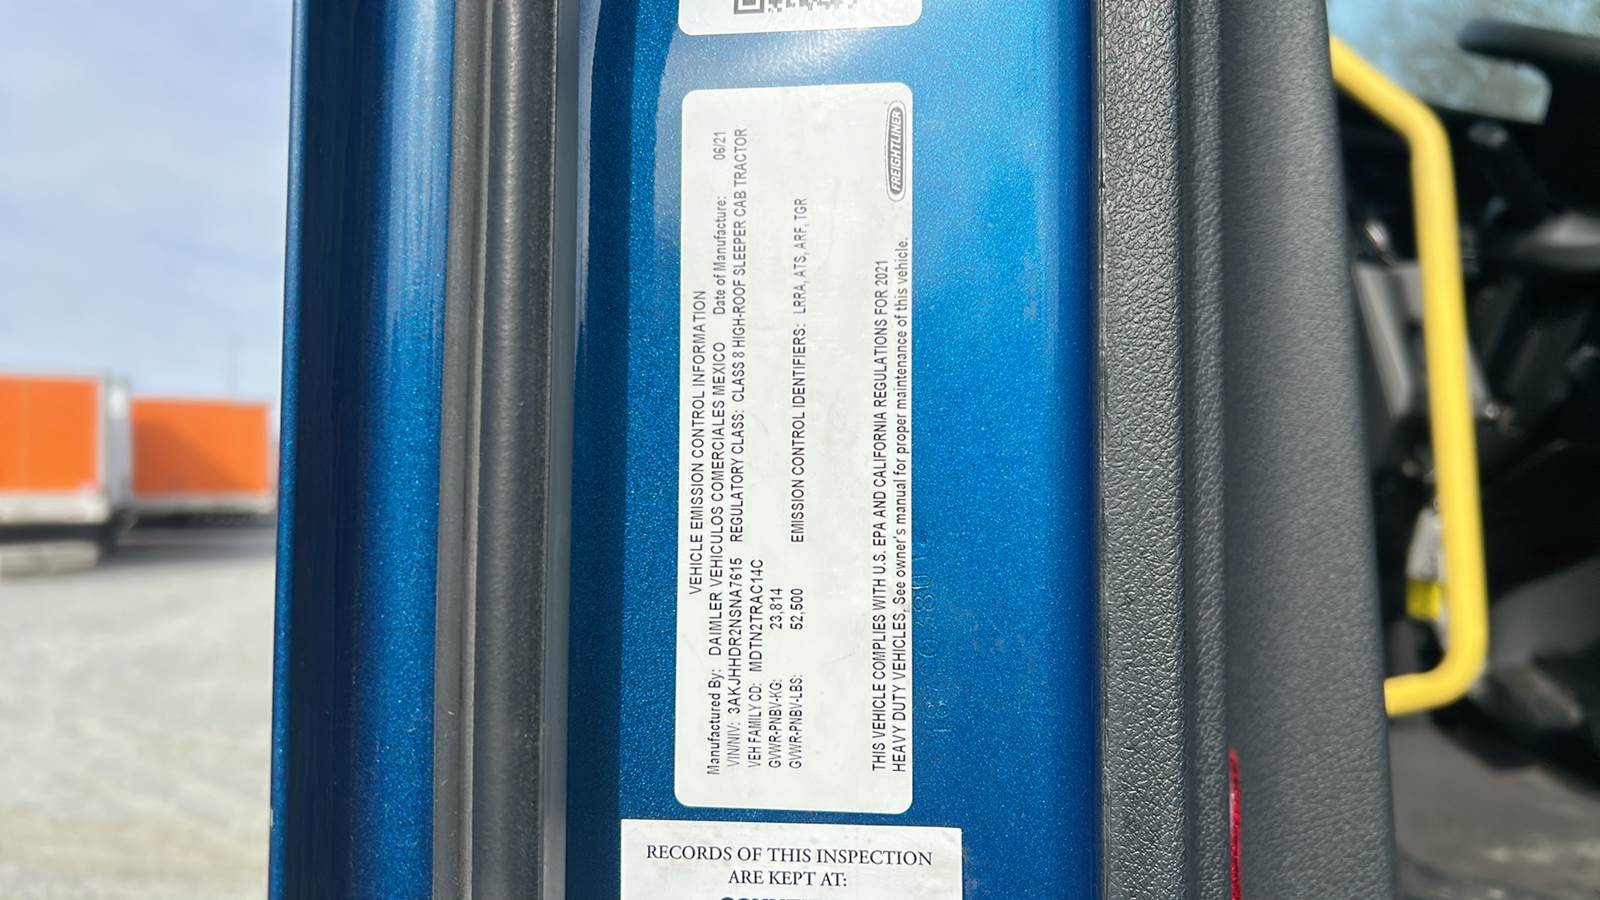 FREIGHTLINER
VEHICLE EMISSION CONTROL INFORMATION
Manufactured By: DAIMLER VEHICULOS COMERCIALES MEXICO Date of Manufacture: 06/21
VIN/NIV: 3AKJHHDR2NSNA7615 REGULATORY CLASS: CLASS 8 HIGH-ROOF SLEEPER CAB TRACTOR
VEH FAMILY CD: MDTN2TRAC14C
GVWR-PNBV-KG: 23,814
GVWR-PNBV-LBS: 52,500 EMISSION CONTROL IDENTIFIERS: LRRA, ATS, ARF, TGR
THIS VEHICLE COMPLIES WITH U.S. EPA AND CALIFORNIA REGULATIONS FOR 2021
HEAVY DUTY VEHICLES. See owner's manual for proper maintenance of this vehicle.
RECORDS OF THIS INSPECTION
ARE KEPT AT: